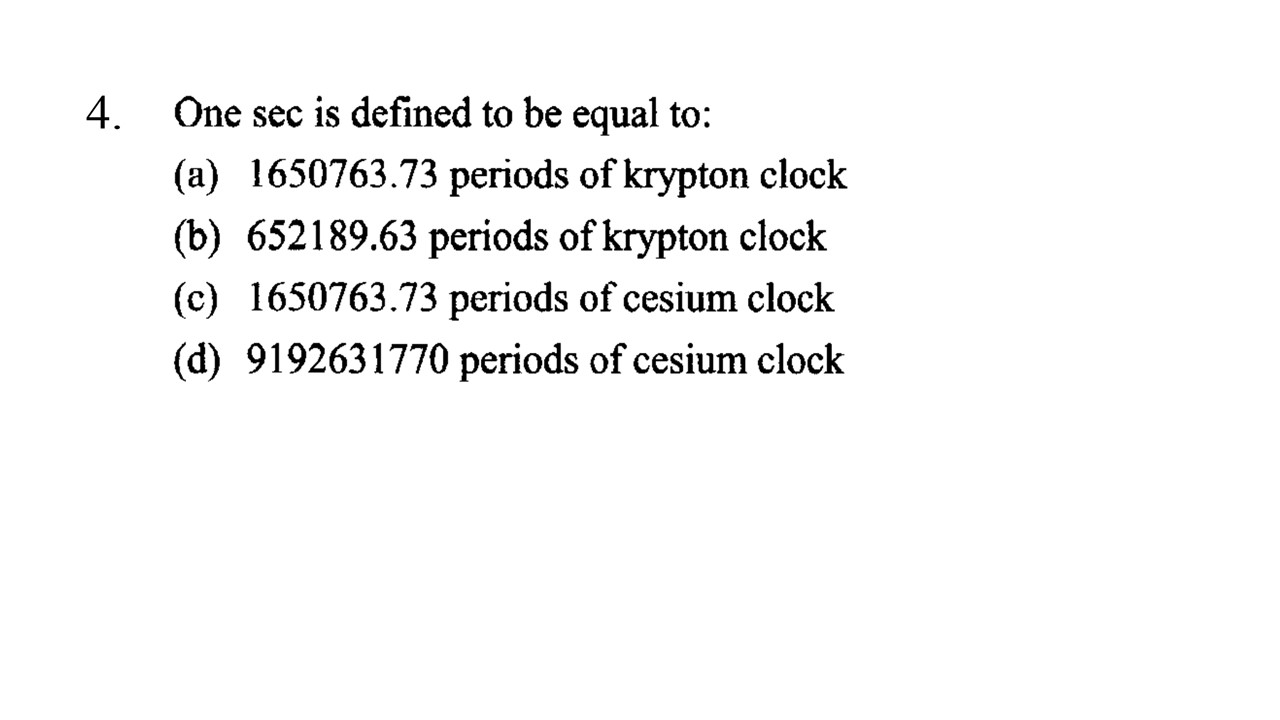 4. One sec is defined to be equal to:
(a) 1650763.73 periods of krypton clock
(b) 652189.63 periods of krypton clock
(c) 1650763.73 periods of cesium clock
(d) 9192631770 periods of cesium clock